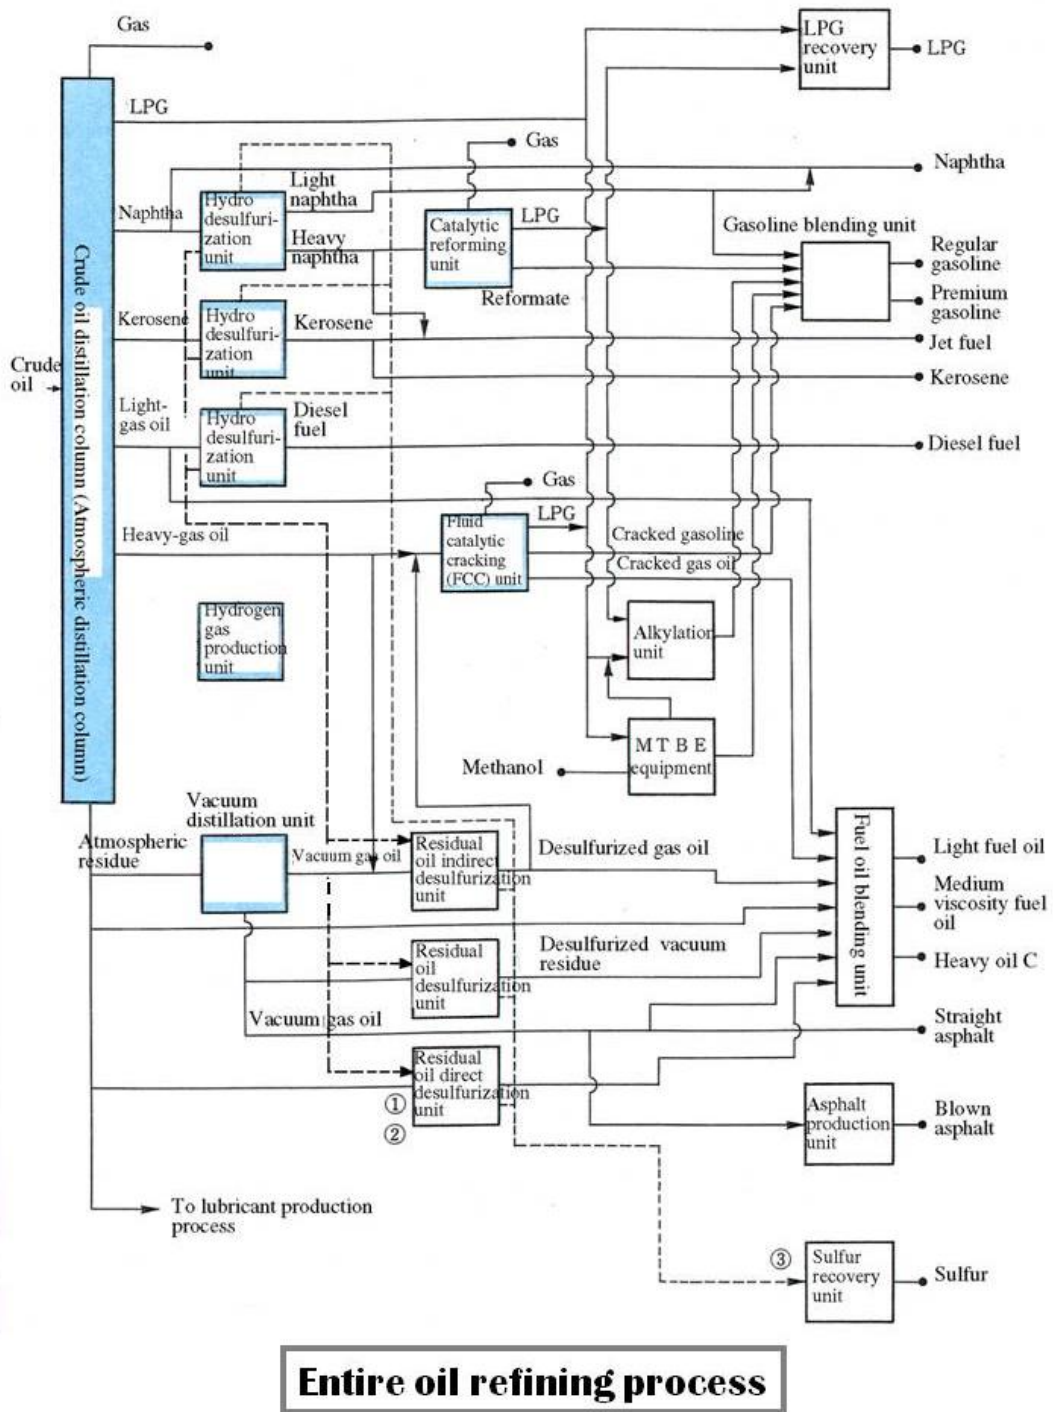 Gas
LPG
recovery
unit
LPG
LPG
Gas
Naphtha
Light
naphtha
Naphtha
Hydro
desulfuri-
zation
unit
Heavy
naphtha
Catalytic
reforming
unit
LPG
Reformate
Gasoline blending unit
Regular
gasoline
Premium
gasoline
Kerosene
Hydro
desulfuri-
zation
unit
Kerosene
Jet fuel
Kerosene
Crude
oil
Crude oil distillation column (Atmospheric distillation column)
Light-
gas oil
Hydro
desulfuri-
zation
unit
Diesel
fuel
Diesel fuel
Gas
Heavy-gas oil
Fluid
catalytic
cracking
(FCC) unit
LPG
Cracked gasoline
Cracked gas oil
Hydrogen
gas
production
unit
Alkylation
unit
M T B E
equipment
Methanol
Vacuum
distillation unit
Atmospheric
residue
Vacuum gas oil
Residual
oil indirect
desulfurization
unit
Desulfurized gas oil
Fuel oil blending unit
Light fuel oil
Medium
viscosity fuel
oil
Heavy oil C
Residual
oil
desulfurization
unit
Desulfurized vacuum
residue
Vacuum gas oil
Straight
asphalt
Residual
oil direct
desulfurization
unit
①
②
Asphalt
production
unit
Blown
asphalt
To lubricant production
process
③
Sulfur
recovery
unit
Sulfur
Entire oil refining process